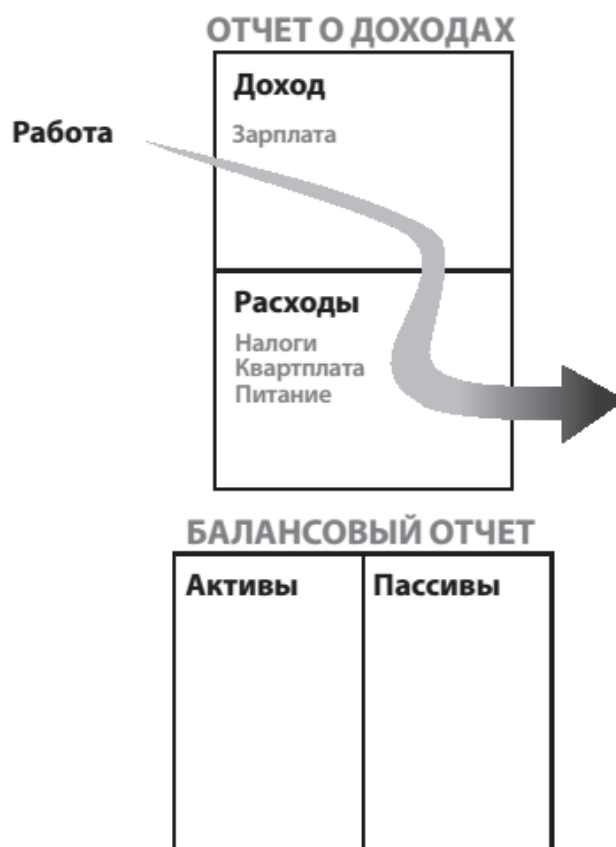 ОТЧЕТ О ДОХОДАХ
Доход
Работа
Зарплата
Расходы
Налоги
Квартплата
Питание
БАЛАНСОВЫЙ ОТЧЕТ
Активы
Пассивы